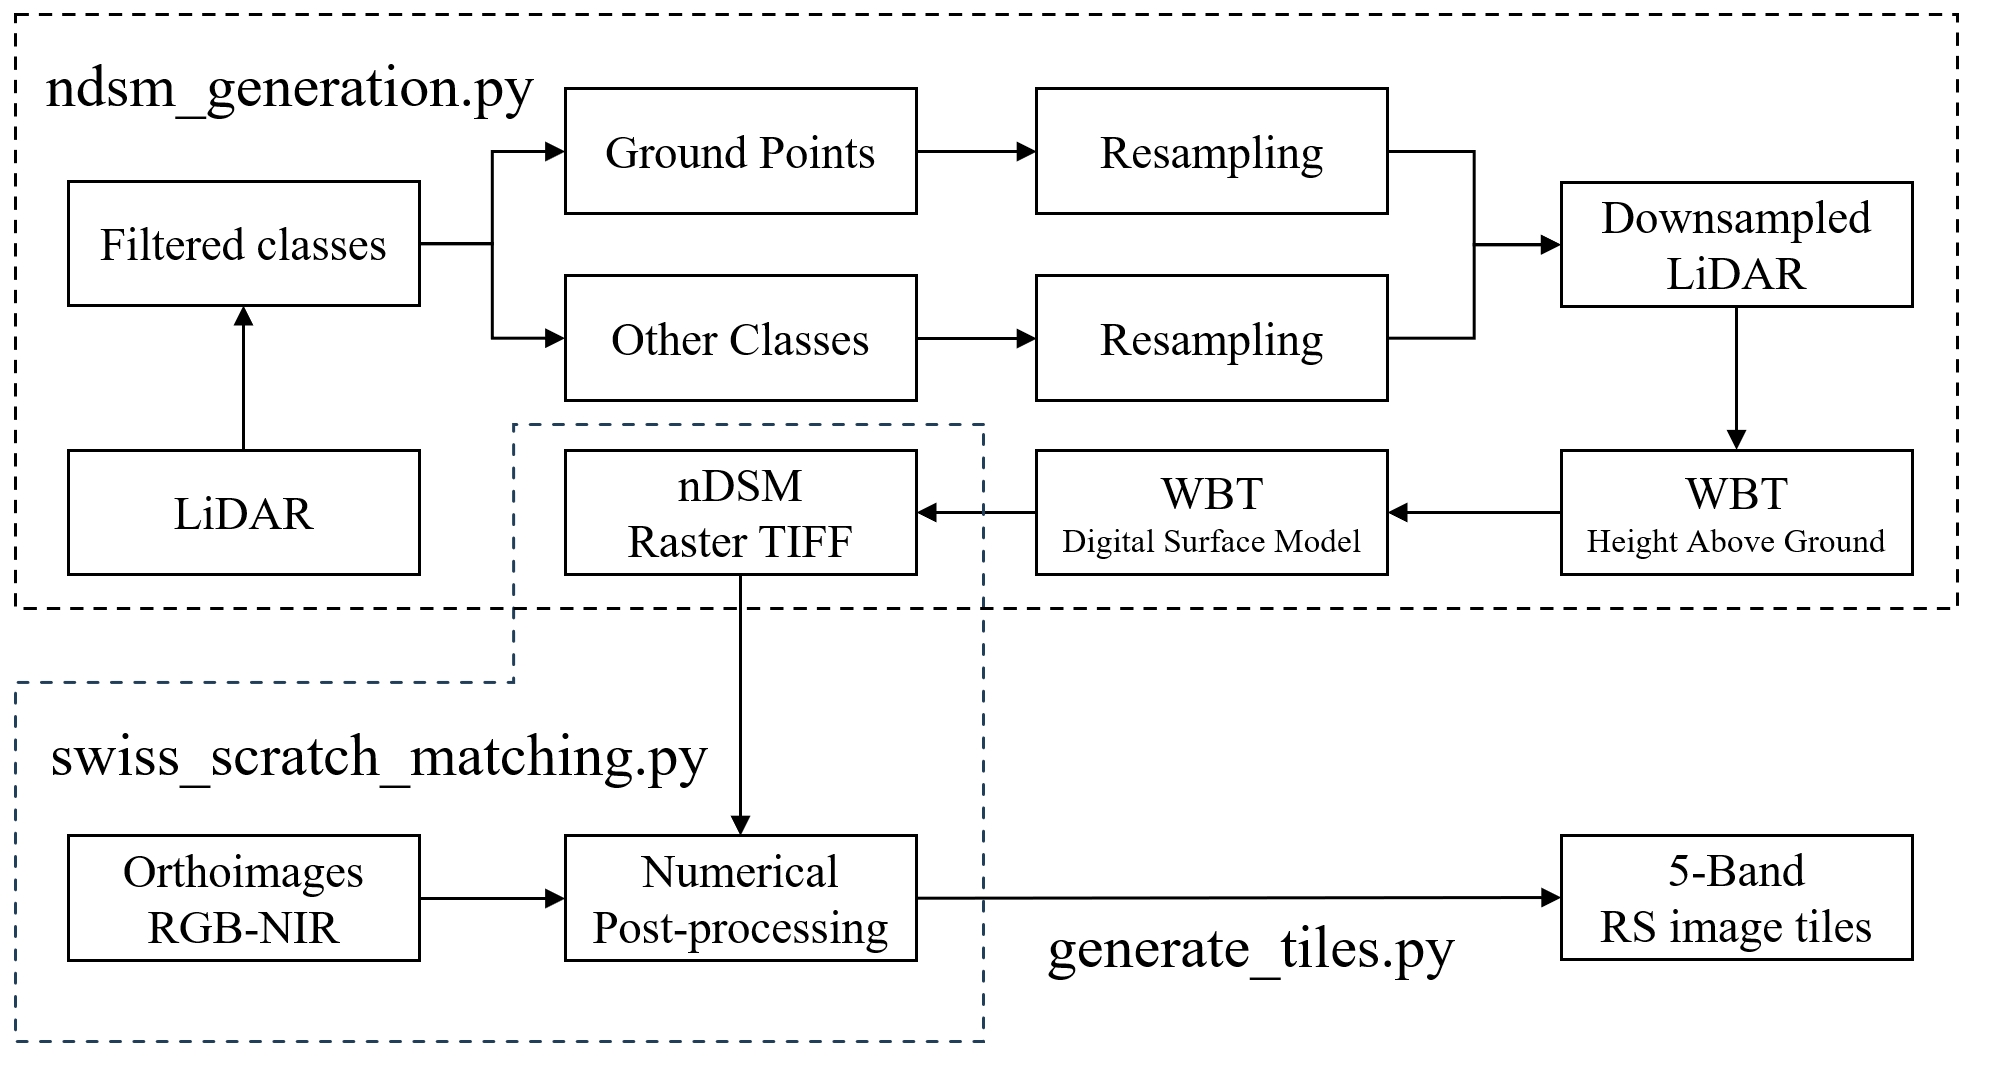 ndsm_generation.py
Ground Points
Resampling
Filtered classes
Downsampled
LiDAR
Other Classes
Resampling
LiDAR
nDSM
Raster TIFF
WBT
Digital Surface Model
WBT
Height Above Ground
swiss_scratch_matching.py
Orthoimages
RGB-NIR
Numerical
Post-processing
generate_tiles.py
5-Band
RS image tiles